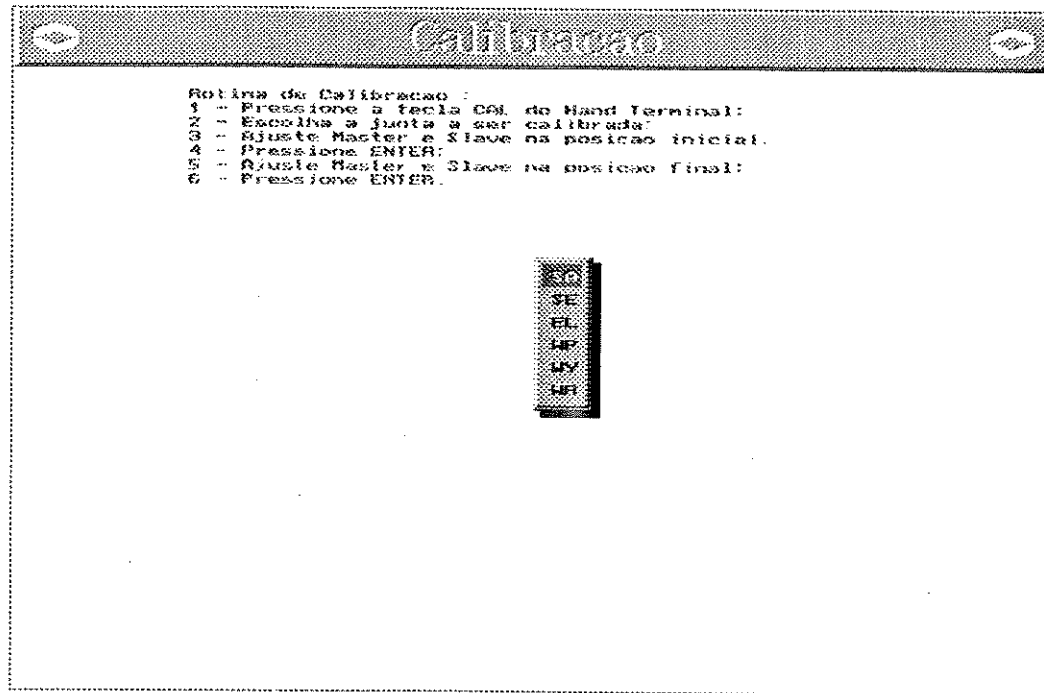 Calibracao
Rotina de Calibracao :
1 - Pressione a tecla CAL do Hand Terminal;
2 - Escolha a junta a ser calibrada;
3 - Ajuste Master e Slave na posicao inicial.
4 - Pressione ENTER;
5 - Ajuste Master e Slave na posicao final;
6 - Pressione ENTER.
SA
SE
EL
WP
WY
WR